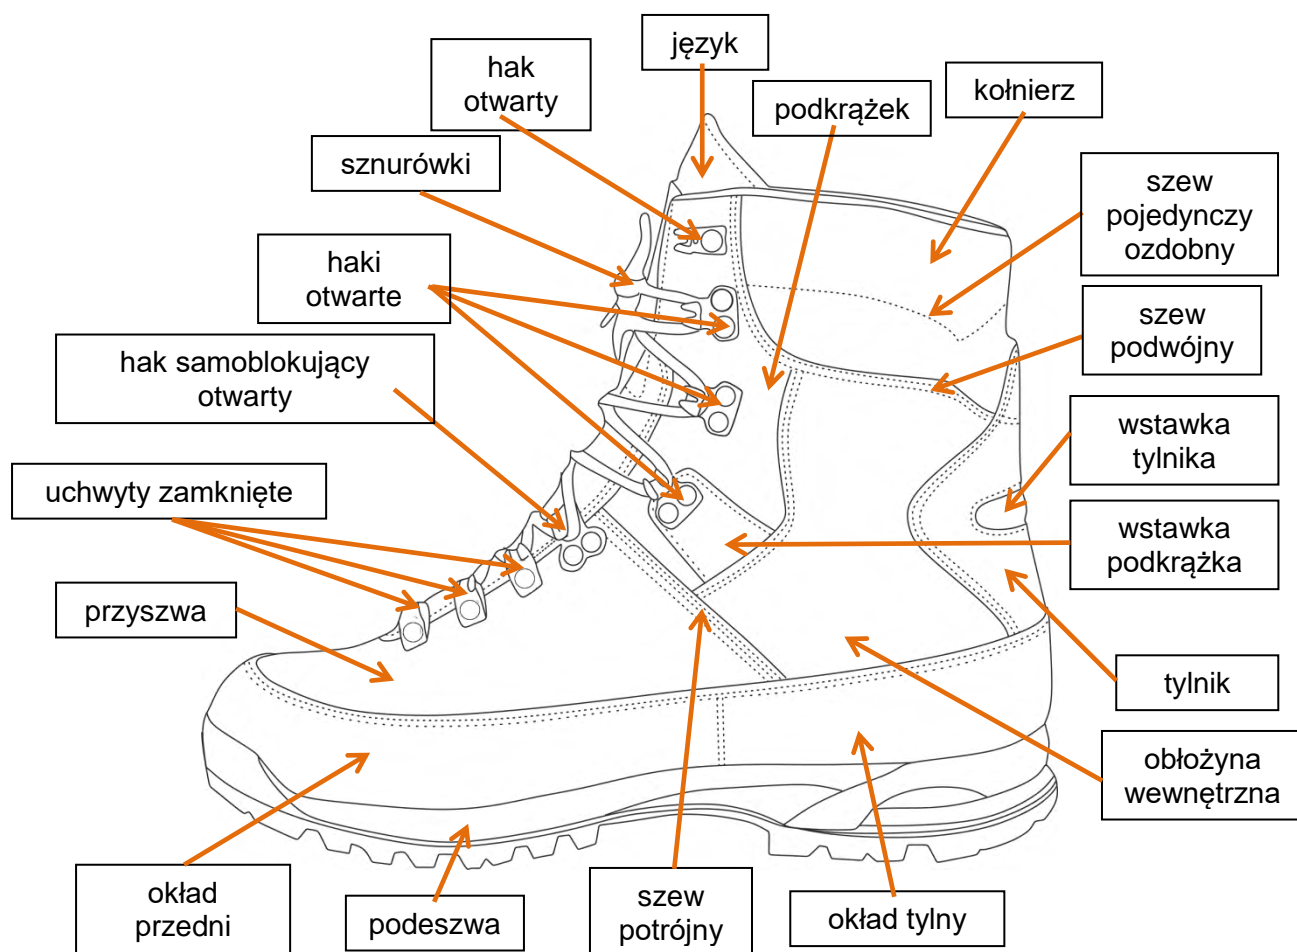 język
hak
otwarty
podkrążek
kołnierz
sznurówki
szew
pojedynczy
ozdobny
haki
otwarte
szew
podwójny
hak samoblokujący
otwarty
wstawka
tylnika
uchwyty zamknięte
wstawka
podkrążka
przyszwa
tylnik
obłożyna
wewnętrzna
okład
przedni
podeszwa
szew
potrójny
okład tylny